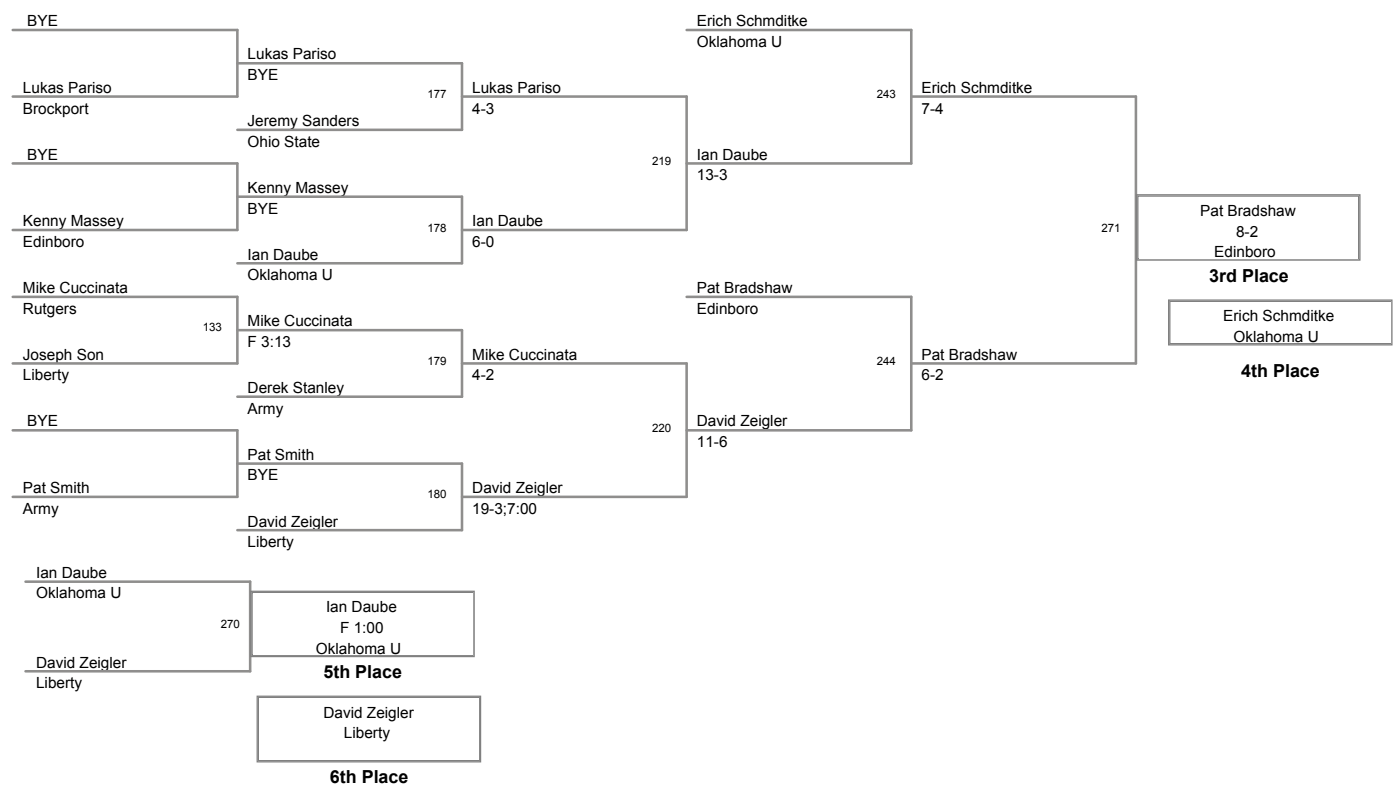 BYE
Lukas Pariso
Brockport
BYE
Kenny Massey
Edinboro
Mike Cuccinata
Rutgers
133
Joseph Son
Liberty
BYE
Pat Smith
Army
Lukas Pariso
BYE
177
Jeremy Sanders
Ohio State
Kenny Massey
BYE
178
Ian Daube
Oklahoma U
Mike Cuccinata
F 3:13
179
Derek Stanley
Army
Pat Smith
BYE
180
David Zeigler
Liberty
Lukas Pariso
4-3
219
Ian Daube
6-0
Mike Cuccinata
4-2
220
David Zeigler
19-3;7:00
Erich Schmditke
Oklahoma U
243
Ian Daube
13-3
Pat Bradshaw
Edinboro
244
David Zeigler
11-6
Erich Schmditke
7-4
271
Pat Bradshaw
6-2
Pat Bradshaw
8-2
Edinboro
3rd Place
Erich Schmditke
Oklahoma U
4th Place
Ian Daube
Oklahoma U
270
David Zeigler
Liberty
Ian Daube
F 1:00
Oklahoma U
5th Place
David Zeigler
Liberty
6th Place